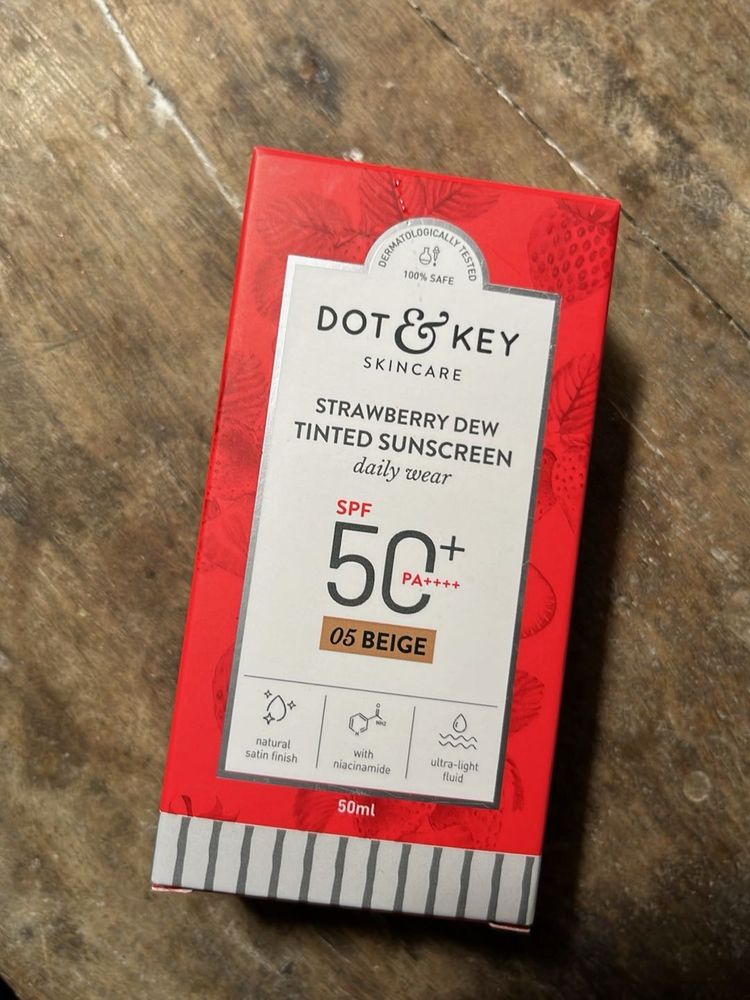 DERMATOLOGICALLY TESTED
100% SAFE
DOT & KEY
SKINCARE
STRAWBERRY DEW
TINTED SUNSCREEN
daily wear
SPF
50+
PA++++
05 BEIGE
natural
satin finish
O
NH2
N
with
niacinamide
ultra-light
fluid
50ml